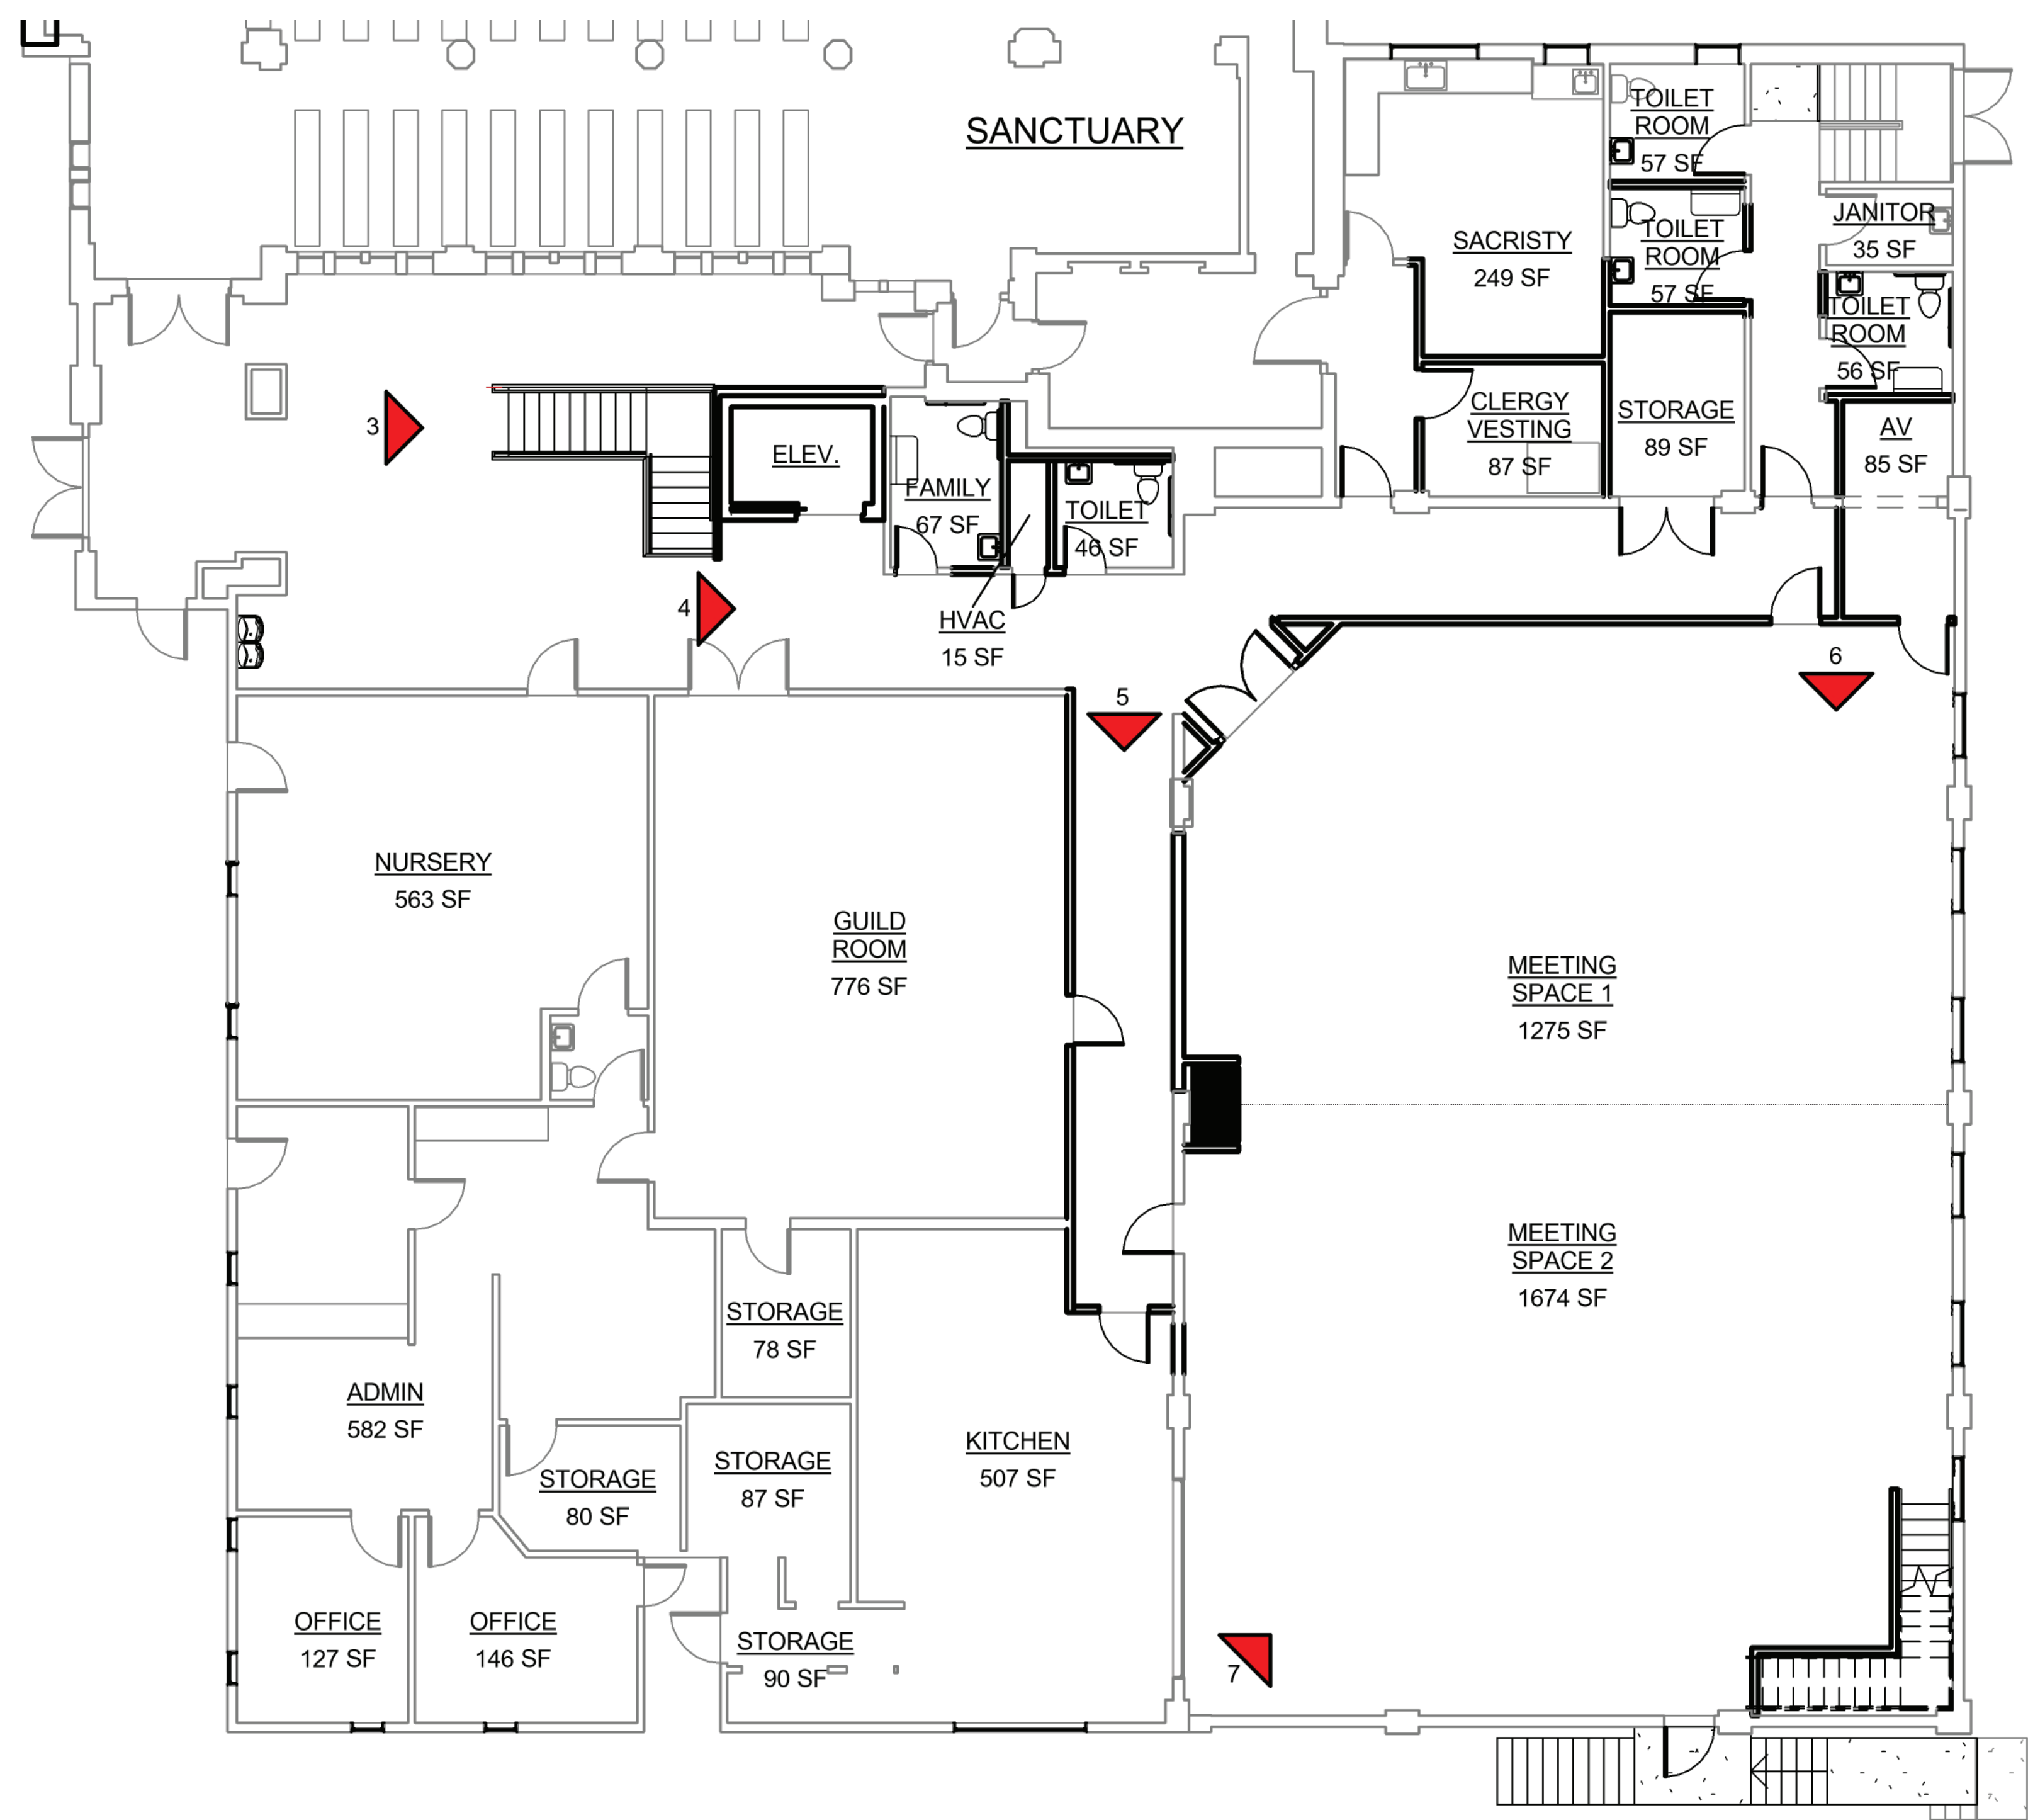 SANCTUARY
TOILET
ROOM
57 SF
TOILET
ROOM
57 SF
JANITOR
35 SF
SACRISTY
249 SF
TOILET
ROOM
56 SF
3
ELEV.
CLERGY
VESTING
87 SF
STORAGE
89 SF
AV
85 SF
FAMILY
67 SF
TOILET
46 SF
4
HVAC
15 SF
5
6
NURSERY
563 SF
GUILD
ROOM
776 SF
MEETING
SPACE 1
1275 SF
MEETING
SPACE 2
1674 SF
STORAGE
78 SF
ADMIN
582 SF
STORAGE
87 SF
KITCHEN
507 SF
STORAGE
80 SF
OFFICE
127 SF
OFFICE
146 SF
STORAGE
90 SF
7